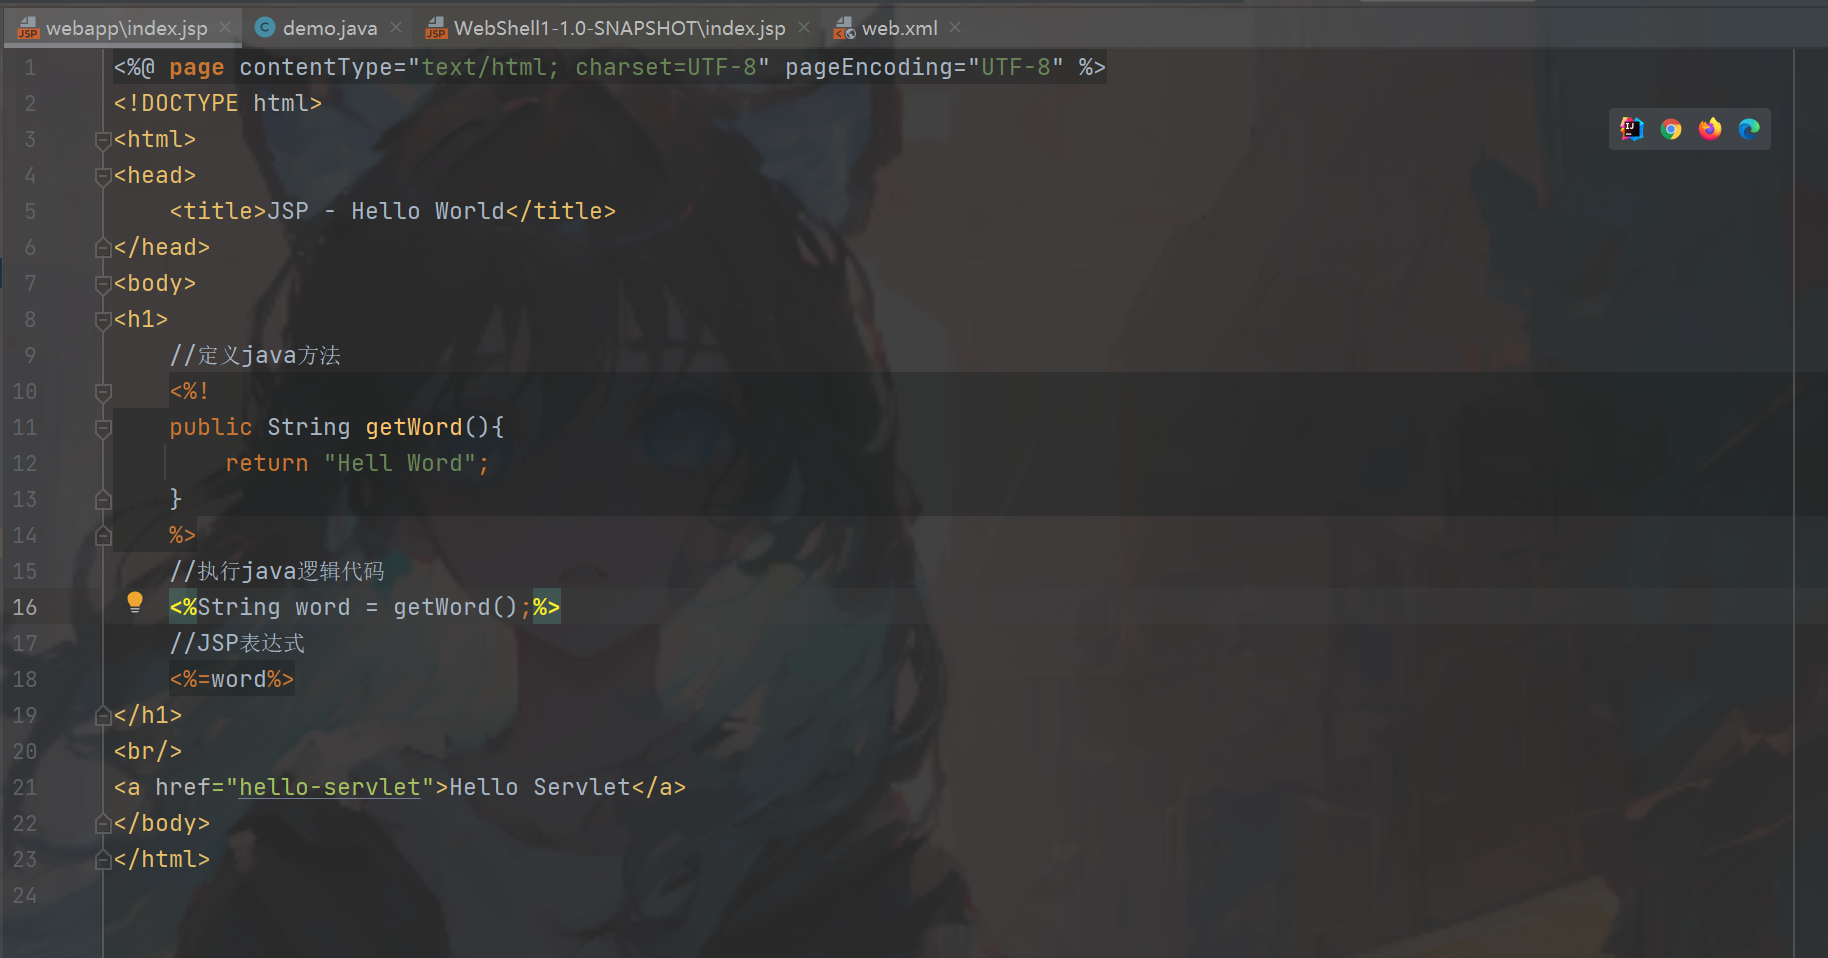 webapp\index.jsp demo.java WebShell1-1.0-SNAPSHOT\index.jsp web.xml
1 <%@ page contentType="text/html; charset=UTF-8" pageEncoding="UTF-8" %>
2 <!DOCTYPE html>
3 <html>
4 <head>
5 <title>JSP - Hello World</title>
6 </head>
7 <body>
8 <h1>
9 //定义java方法
10 <%!
11 public String getWord(){
12 return "Hell Word";
13 }
14 %>
15 //执行java逻辑代码
16 <%String word = getWord();%>
17 //JSP表达式
18 <%=word%>
19 </h1>
20 <br/>
21 <a href="hello-servlet">Hello Servlet</a>
22 </body>
23 </html>
24